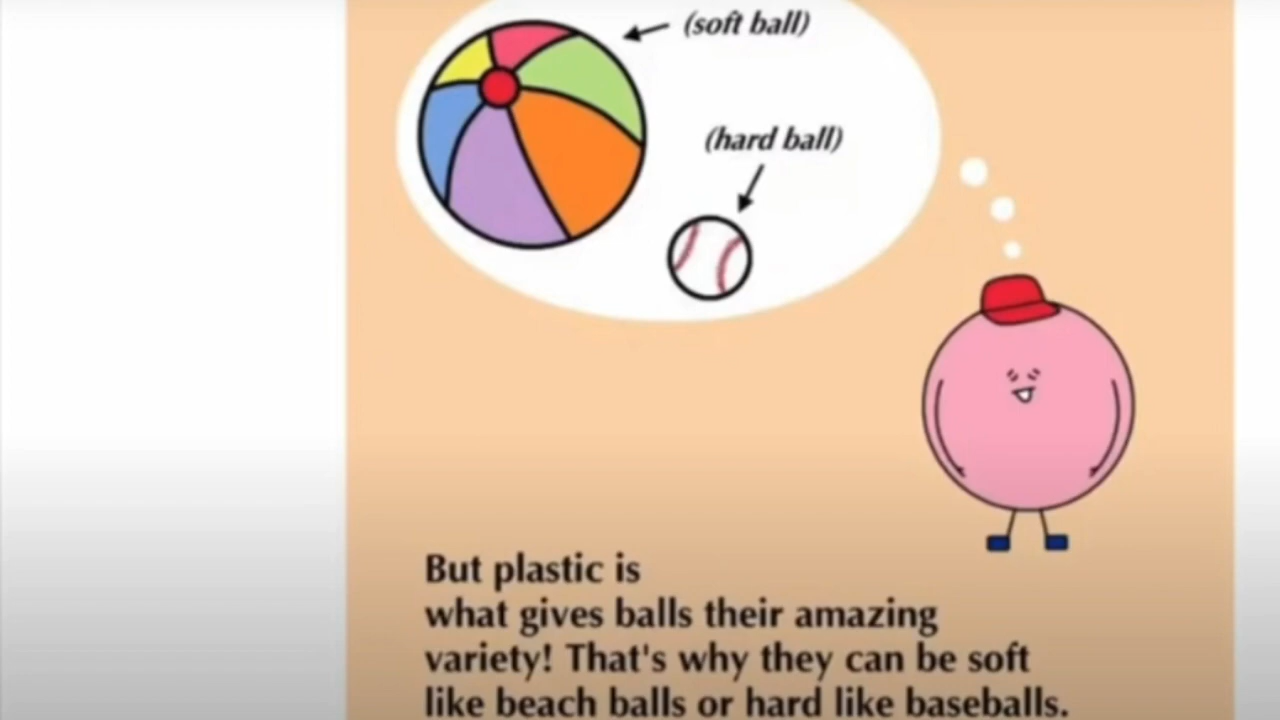 (soft ball)
(hard ball)
But plastic is
what gives balls their amazing
variety! That's why they can be soft
like beach balls or hard like baseballs.